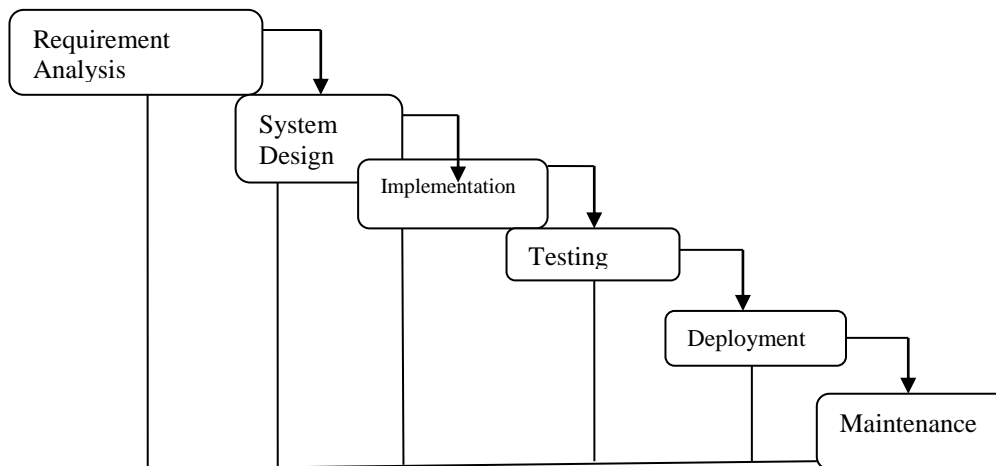 Requirement
Analysis
System
Design
Implementation
Testing
Deployment
Maintenance